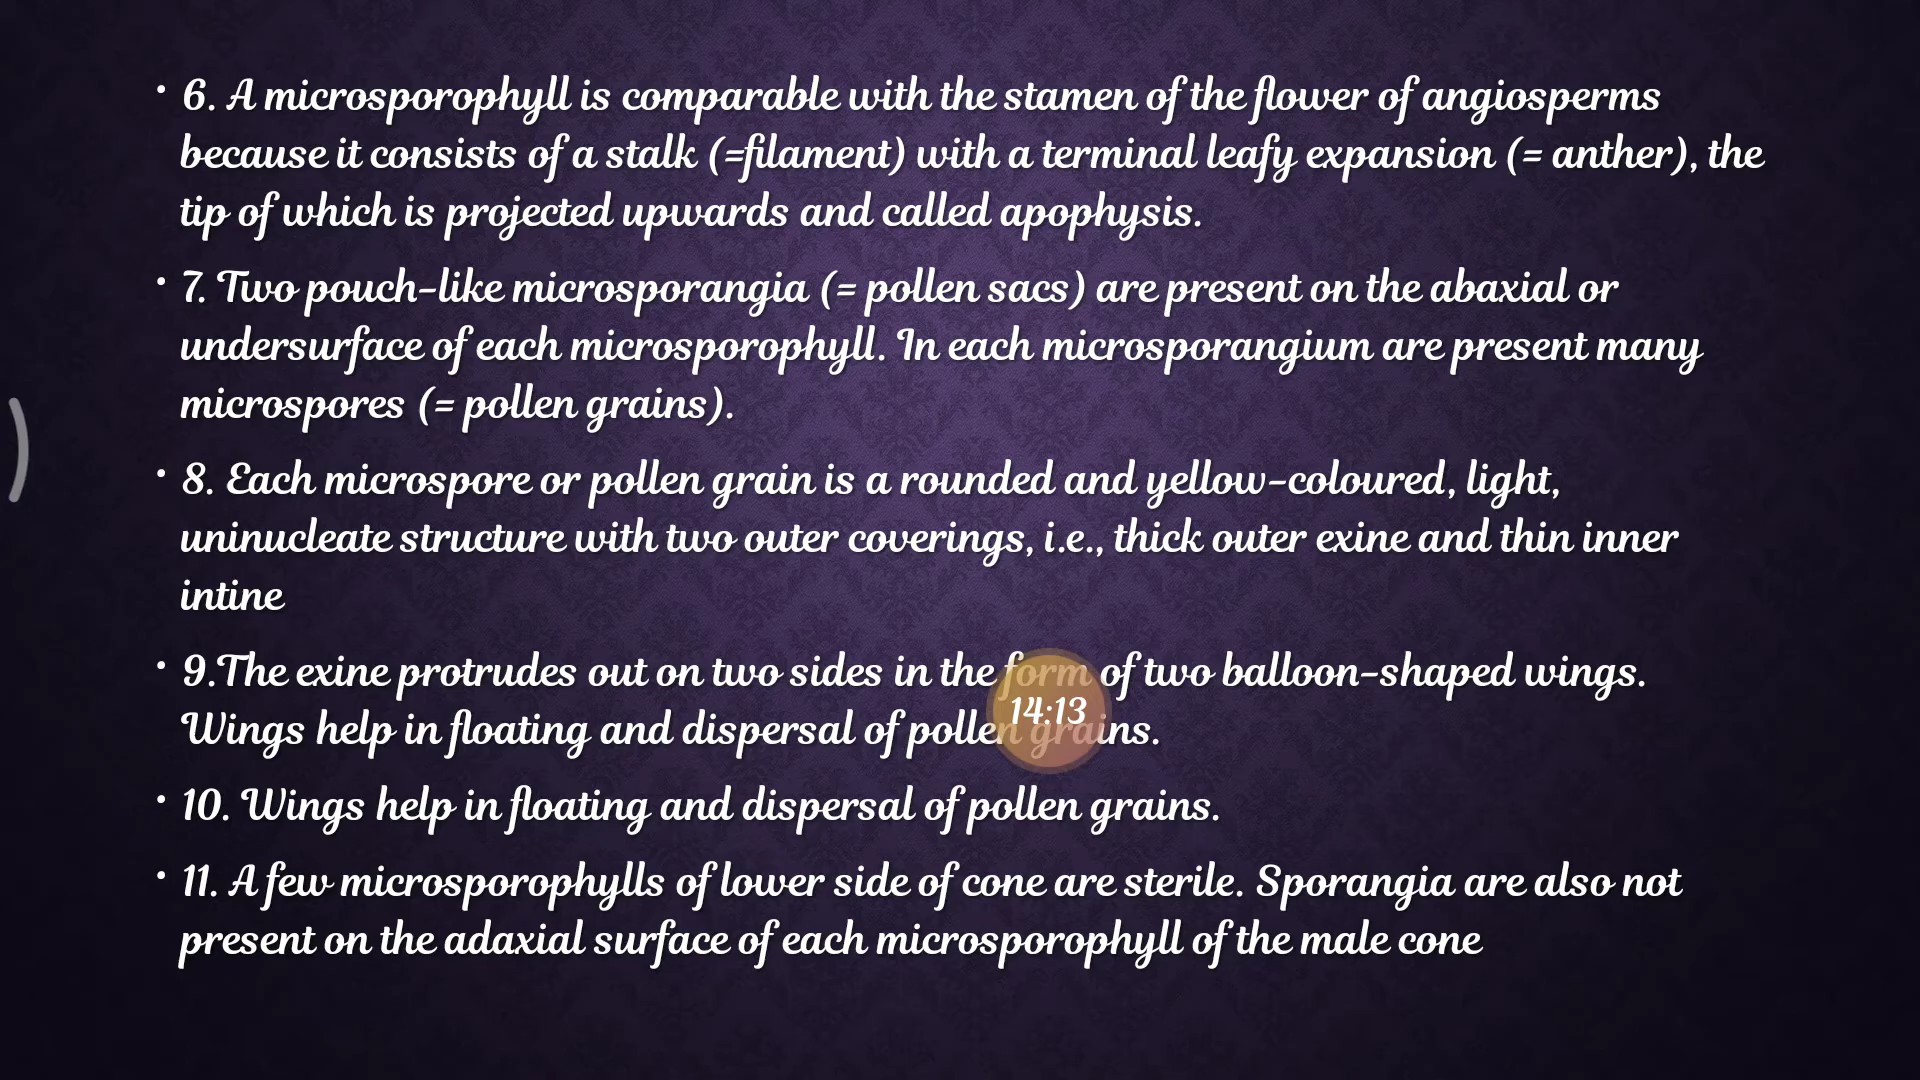 • 6. A microsporophyll is comparable with the stamen of the flower of angiosperms
because it consists of a stalk (=filament) with a terminal leafy expansion (= anther), the
tip of which is projected upwards and called apophysis.
• 7. Two pouch-like microsporangia (= pollen sacs) are present on the abaxial or
undersurface of each microsporophyll. In each microsporangium are present many
microspores (= pollen grains).
• 8. Each microspore or pollen grain is a rounded and yellow-coloured, light,
uninucleate structure with two outer coverings, i.e., thick outer exine and thin inner
intine
• 9.The exine protrudes out on two sides in the form of two balloon-shaped wings.
14:13
Wings help in floating and dispersal of pollen grains.
• 10. Wings help in floating and dispersal of pollen grains.
• 11. A few microsporophylls of lower side of cone are sterile. Sporangia are also not
present on the adaxial surface of each microsporophyll of the male cone